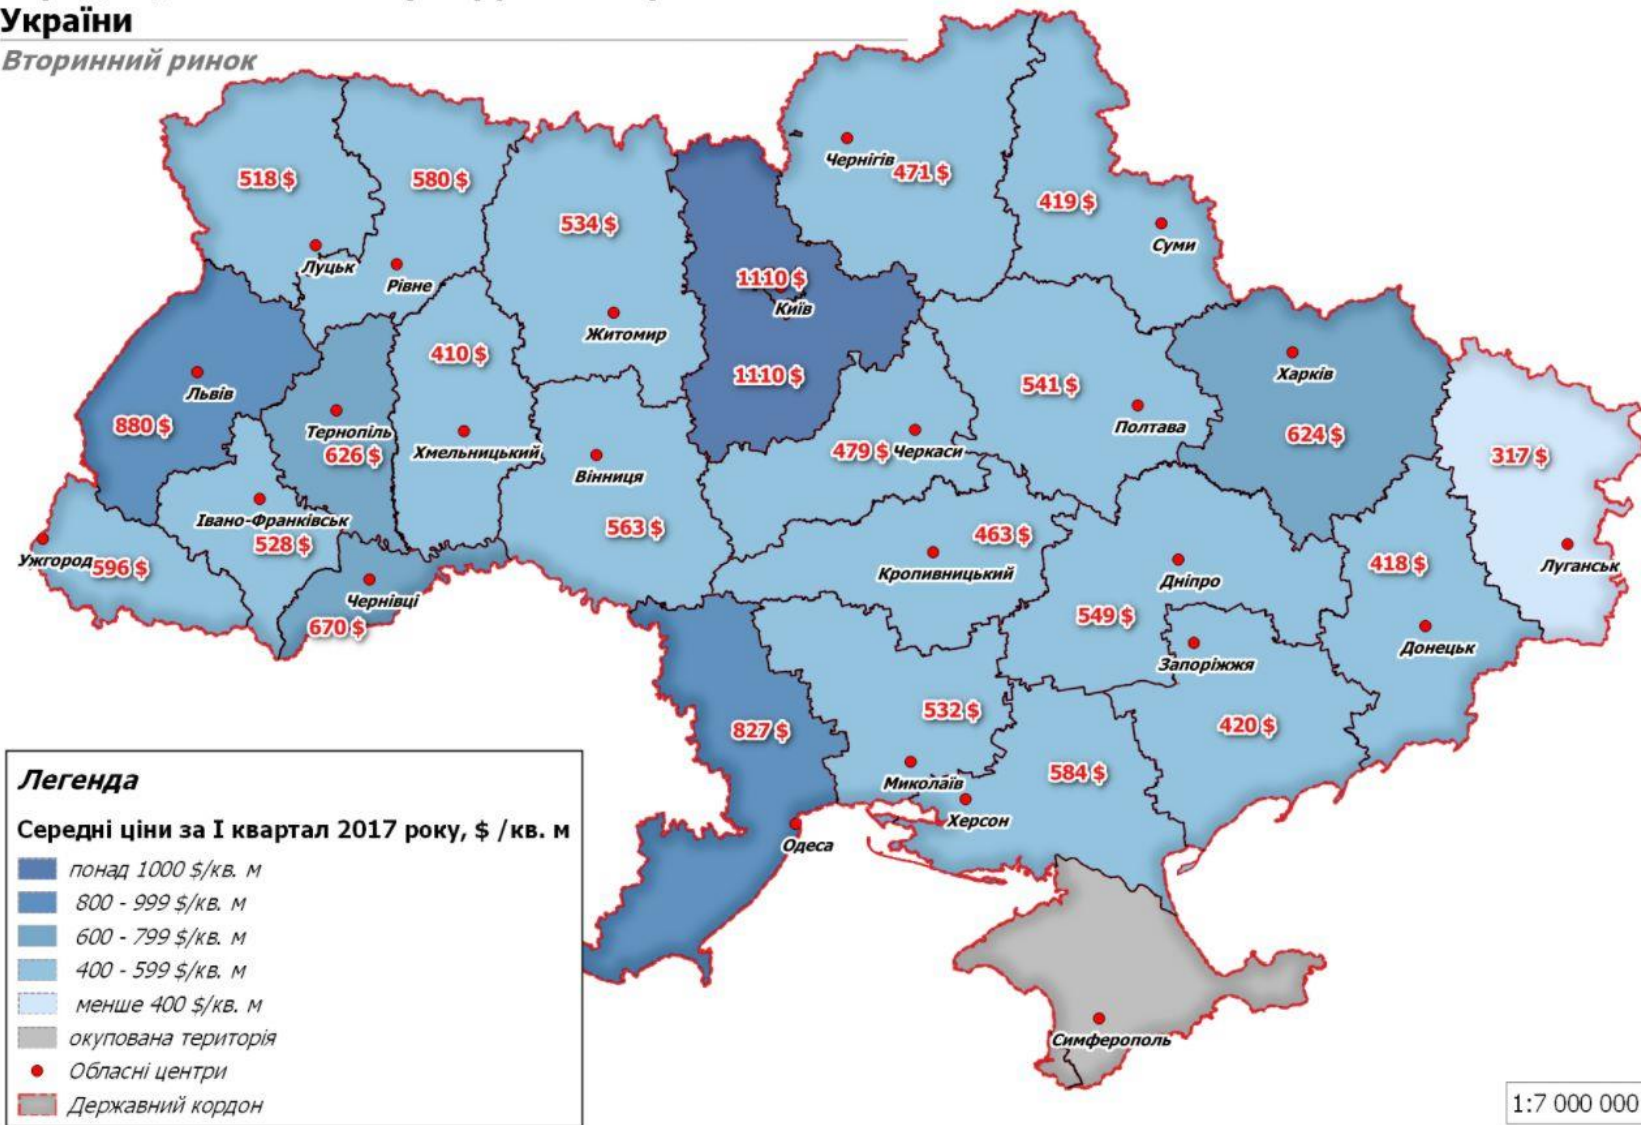 України
Вторинний ринок
518 $
580 $
534 $
Чернігів
471 $
419 $
Суми
Луцьк
Рівне
1110 $
Київ
Житомир
410 $
1110 $
541 $
Харків
Львів
880 $
Тернопіль
626 $
Хмельницький
479 $ Черкаси
Полтава
624 $
317 $
Вінниця
563 $
Івано-Франківськ
528 $
463 $
Кропивницький
Ужгород 596 $
Чернівці
670 $
Дніпро
549 $
418 $
Луганськ
Донецьк
Запоріжжя
827 $
532 $
420 $
584 $
Миколаїв
Херсон
Одеса
Симферополь
Легенда
Середні ціни за І квартал 2017 року, $ /кв. м
понад 1000 $/кв. м
800 - 999 $/кв. м
600 - 799 $/кв. м
400 - 599 $/кв. м
менше 400 $/кв. м
окупована територія
Обласні центри
Державний кордон
1:7 000 000